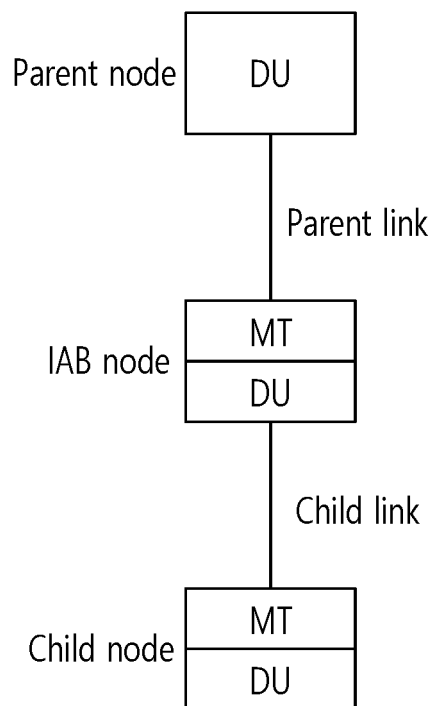 Parent node
DU
Parent link
MT
IAB node
DU
Child link
MT
Child node
DU